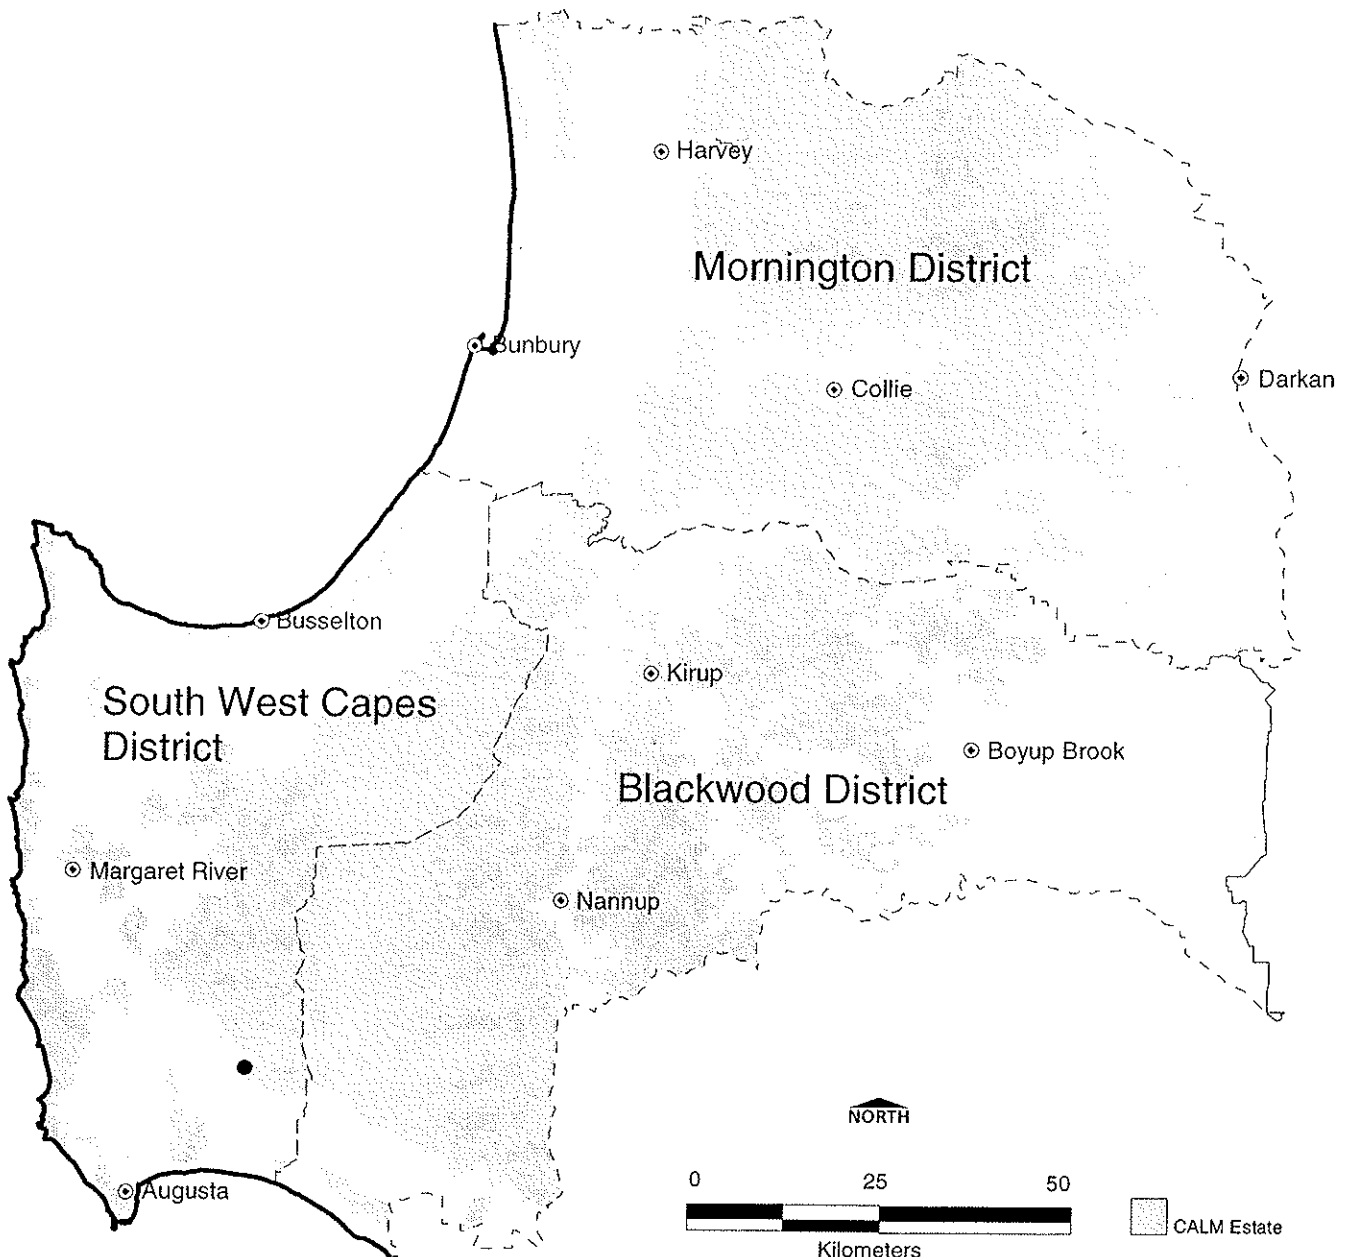 Harvey
Mornington District
Bunbury
Collie
Darkan
Busselton
Kirup
South West Capes
District
Boyup Brook
Blackwood District
Margaret River
Nannup
NORTH
0 25 50
Augusta
CALM Estate
Kilometers